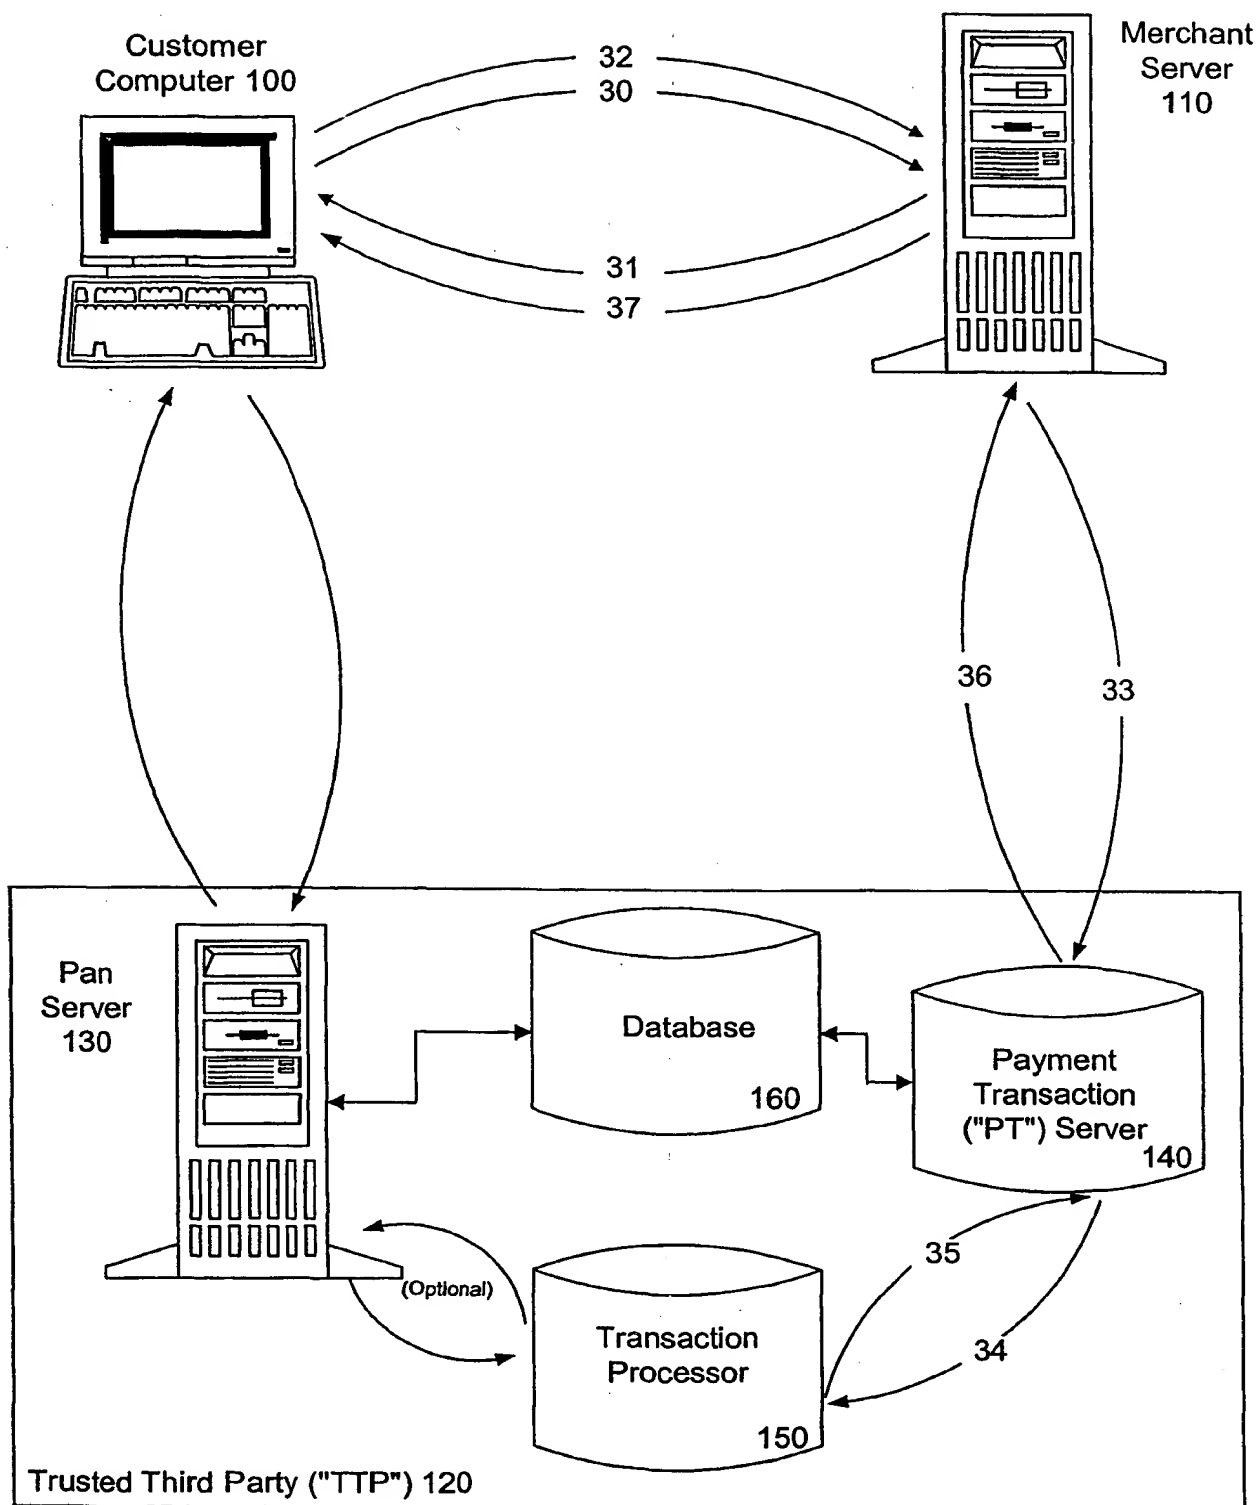 Customer
Computer 100
32
30
Merchant
Server
110
31
37
36
33
Pan
Server
130
Database
160
Payment
Transaction
("PT") Server
140
35
(Optional)
Transaction
Processor
34
150
Trusted Third Party ("TTP") 120